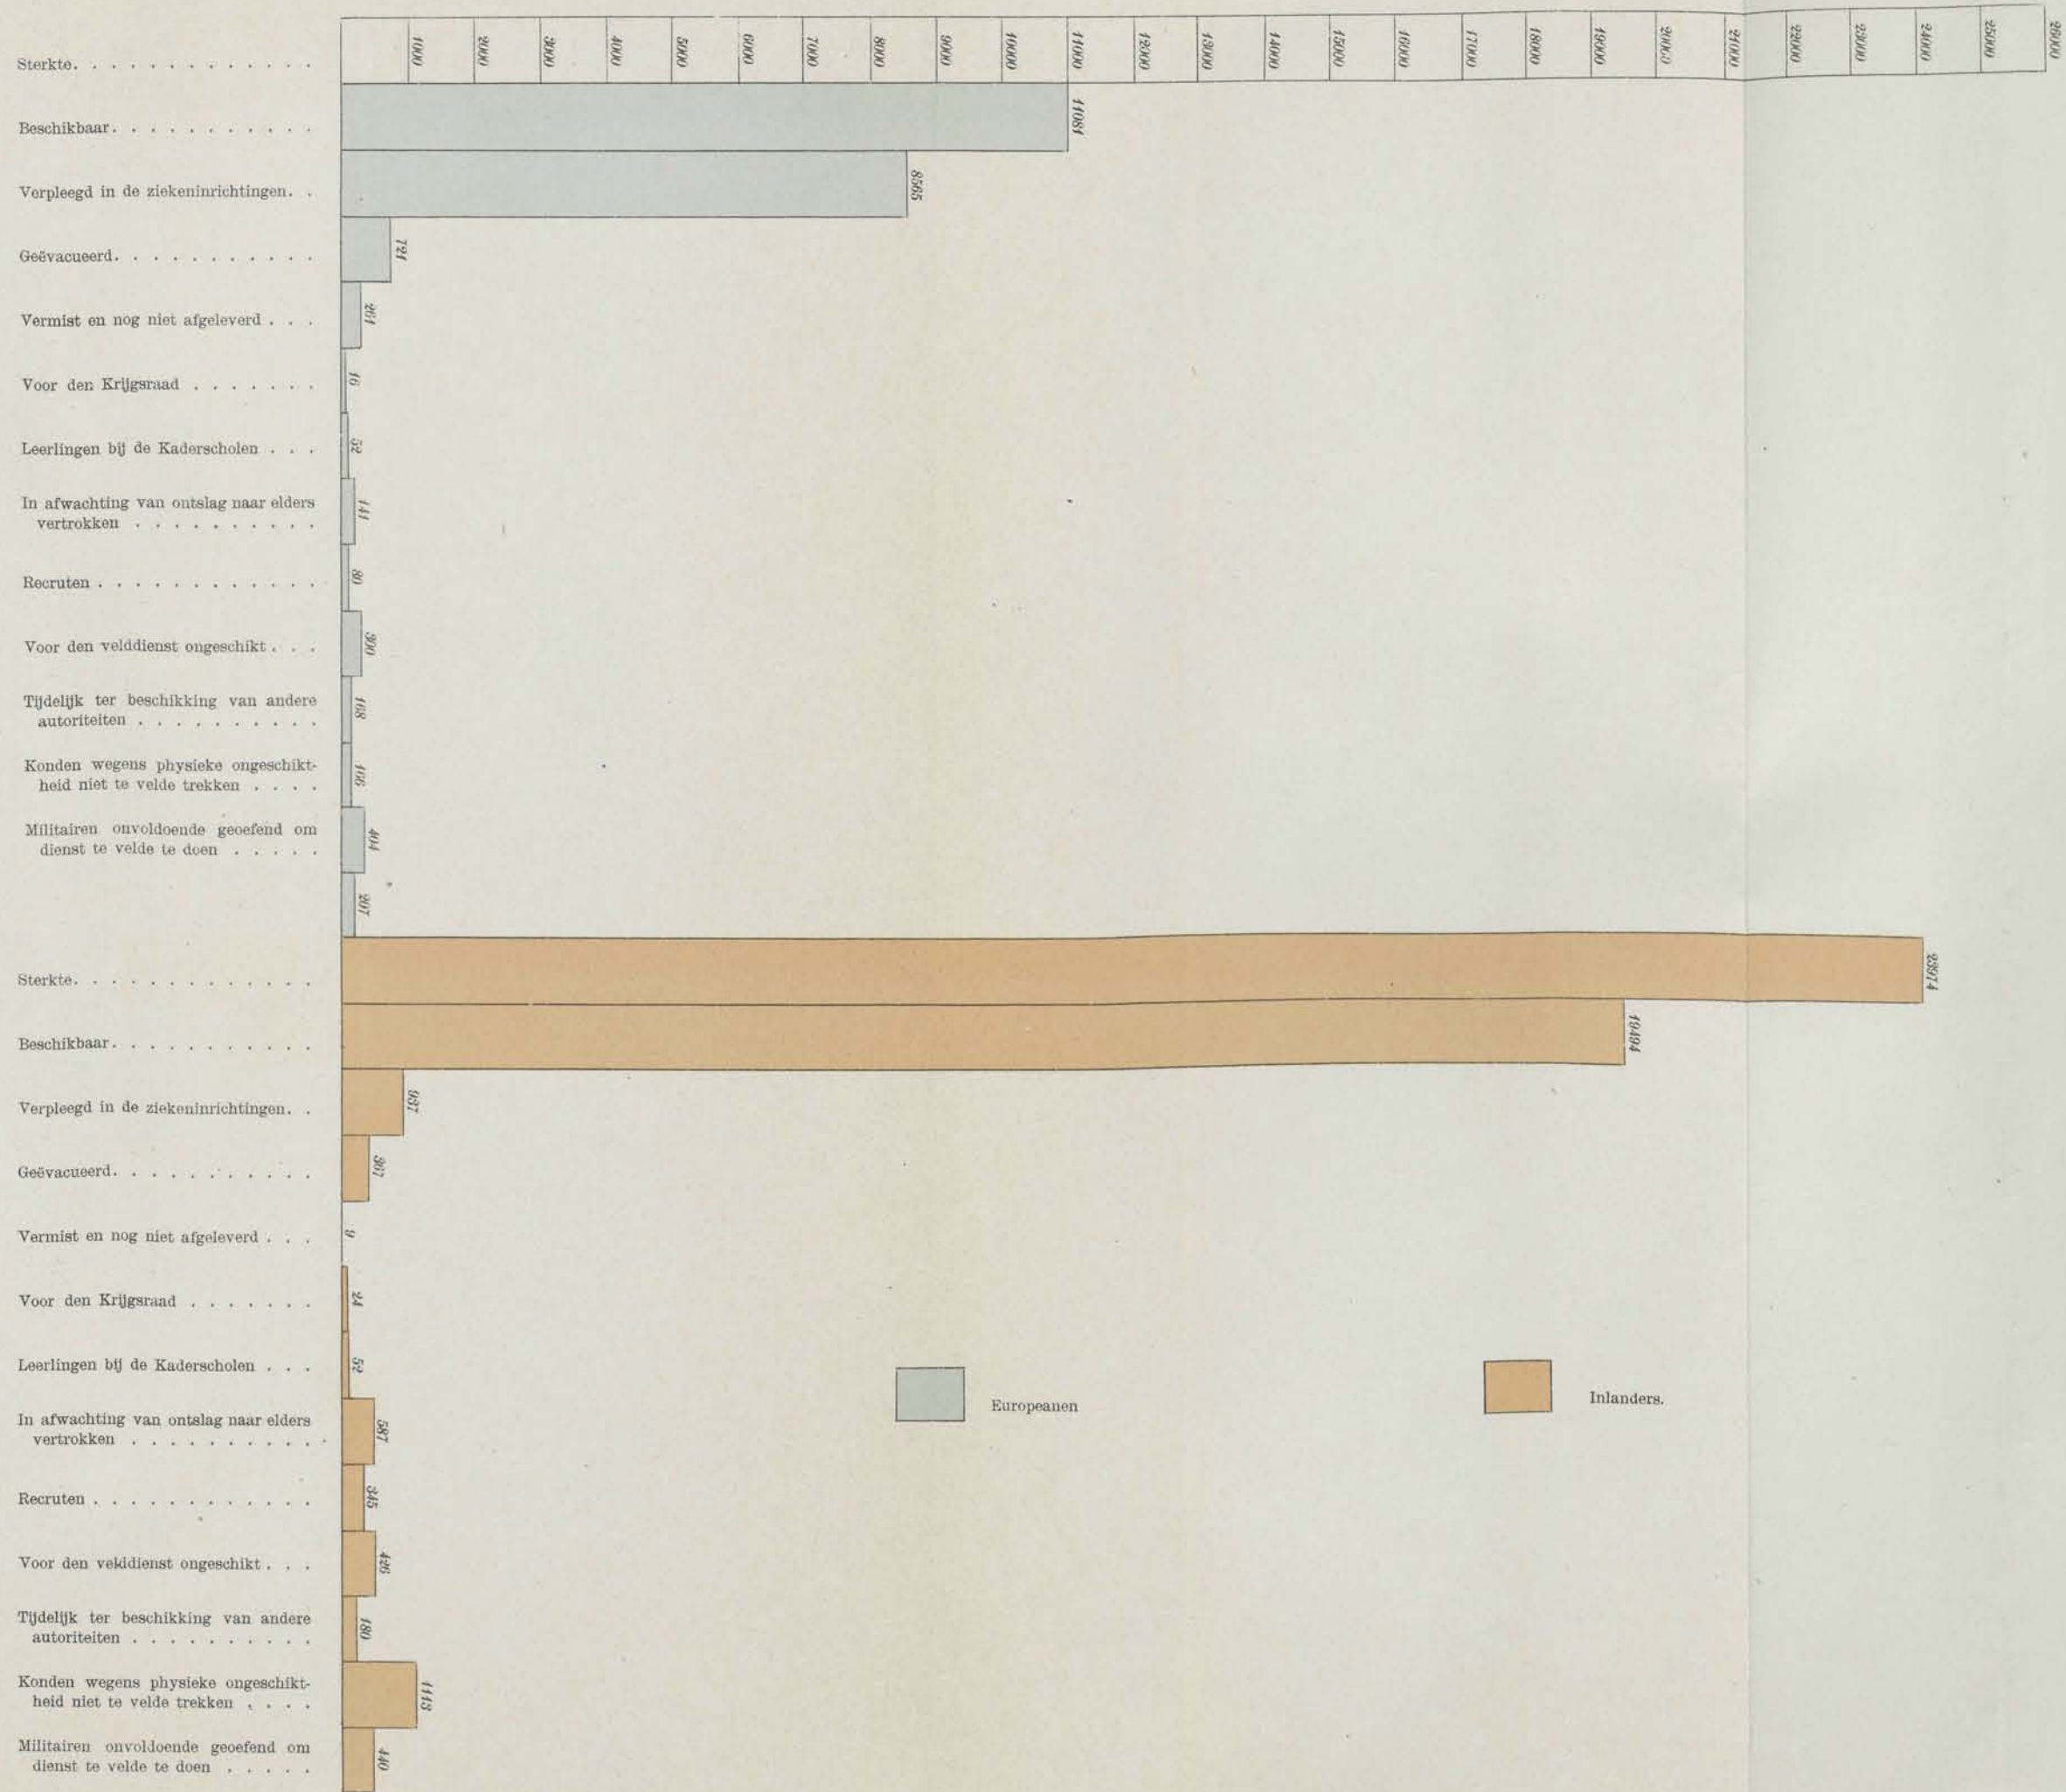 1000 2000 3000 4000 5000 6000 7000 8000 9000 10000 11000 12000 13000 14000 15000 16000 17000 18000 19000 20000 21000 22000 23000 24000 25000 26000
Sterkte. . . . . . . . . . . . .
11081
Beschikbaar. . . . . . . . . . .
8565
Verpleegd in de ziekeninrichtingen. .
721
Geëvacueerd. . . . . . . . . . .
261
Vermist en nog niet afgeleverd . . .
16
Voor den Krijgsraad . . . . . . .
52
Leerlingen bij de Kaderscholen . . .
141
In afwachting van ontslag naar elders
vertrokken . . . . . . . . . .
80
Recruten . . . . . . . . . . . .
300
Voor den velddienst ongeschikt . . .
168
Tijdelijk ter beschikking van andere
autoriteiten . . . . . . . . . .
166
Konden wegens physieke ongeschikt-
heid niet te velde trekken . . . .
404
Militairen onvoldoende geoefend om
dienst te velde te doen . . . . .
207
Sterkte. . . . . . . . . . . . .
23974
Beschikbaar. . . . . . . . . . .
19494
Verpleegd in de ziekeninrichtingen. .
937
Geëvacueerd. . . . . . . . . . .
367
Vermist en nog niet afgeleverd . . .
9
Voor den Krijgsraad . . . . . . .
24
Leerlingen bij de Kaderscholen . . .
52
In afwachting van ontslag naar elders
vertrokken . . . . . . . . . . .
587
Recruten . . . . . . . . . . . .
345
Voor den velddienst ongeschikt . . .
426
Tijdelijk ter beschikking van andere
autoriteiten . . . . . . . . . .
180
Konden wegens physieke ongeschikt-
heid niet te velde trekken . . . .
1113
Militairen onvoldoende geoefend om
dienst te velde te doen . . . . .
440
Europeanen
Inlanders.